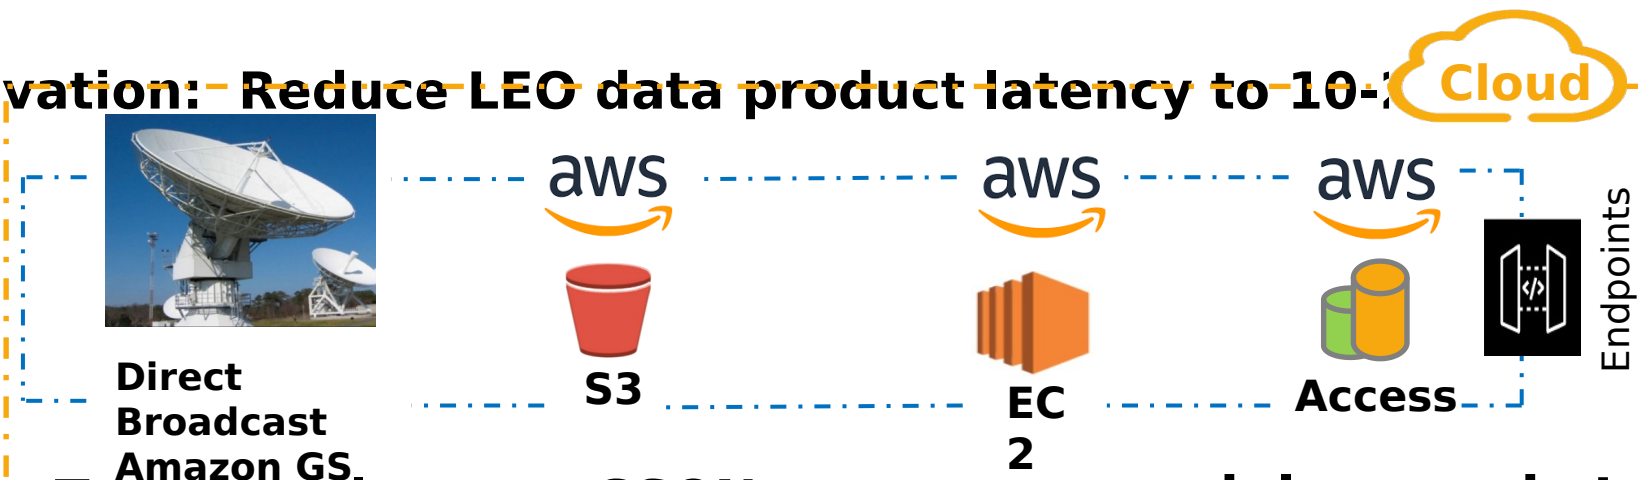 vation: Reduce LEO data product latency to 10-
Cloud
aws
aws
aws
Endpoints
</>
Direct
Broadcast
Amazon GS
S3
EC
2
Access